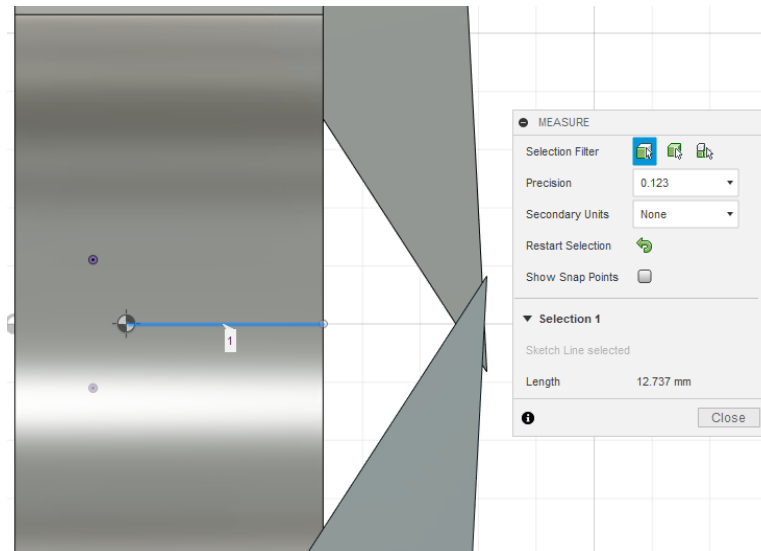 MEASURE
Selection Filter
Precision 0.123
Secondary Units None
Restart Selection
Show Snap Points
Selection 1
Sketch Line selected
Length 12.737 mm
Close
1